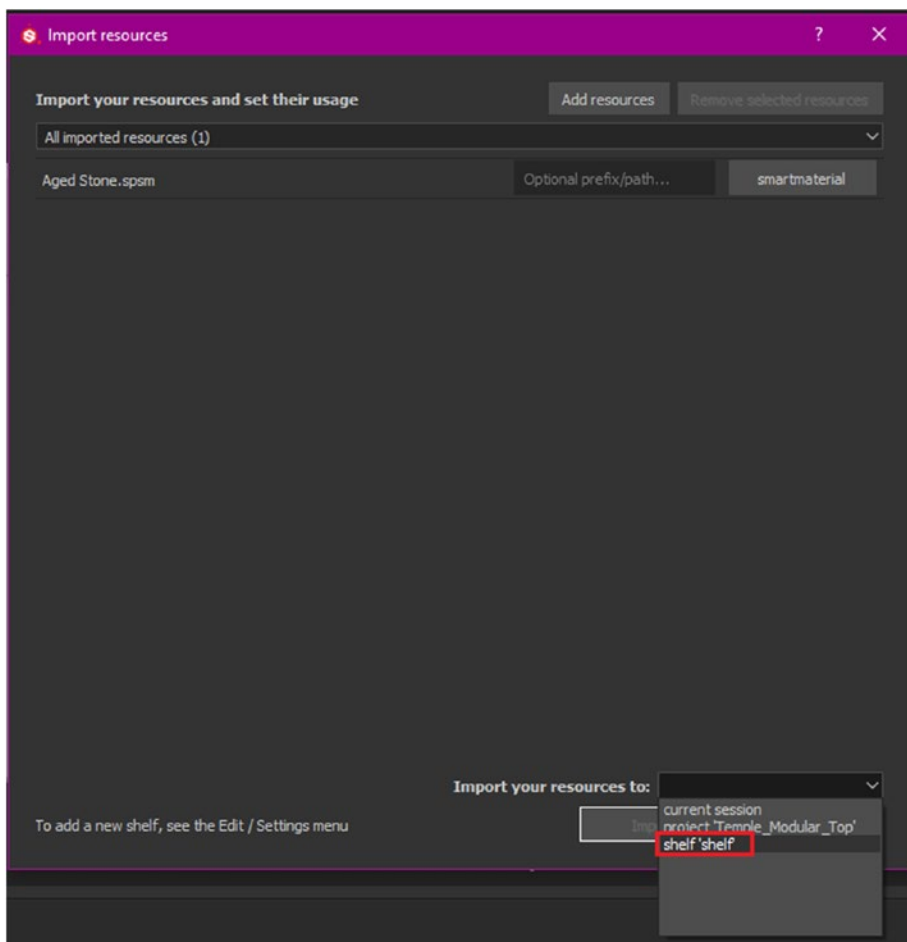 Import resources ? ×
Import your resources and set their usage Add resources Remove selected resources
All imported resources (1)
Aged Stone.spsm Optional prefix/path... smartmaterial
Import your resources to:
current session
To add a new shelf, see the Edit / Settings menu project 'Temple_Modular_Top'
shelf 'shelf'